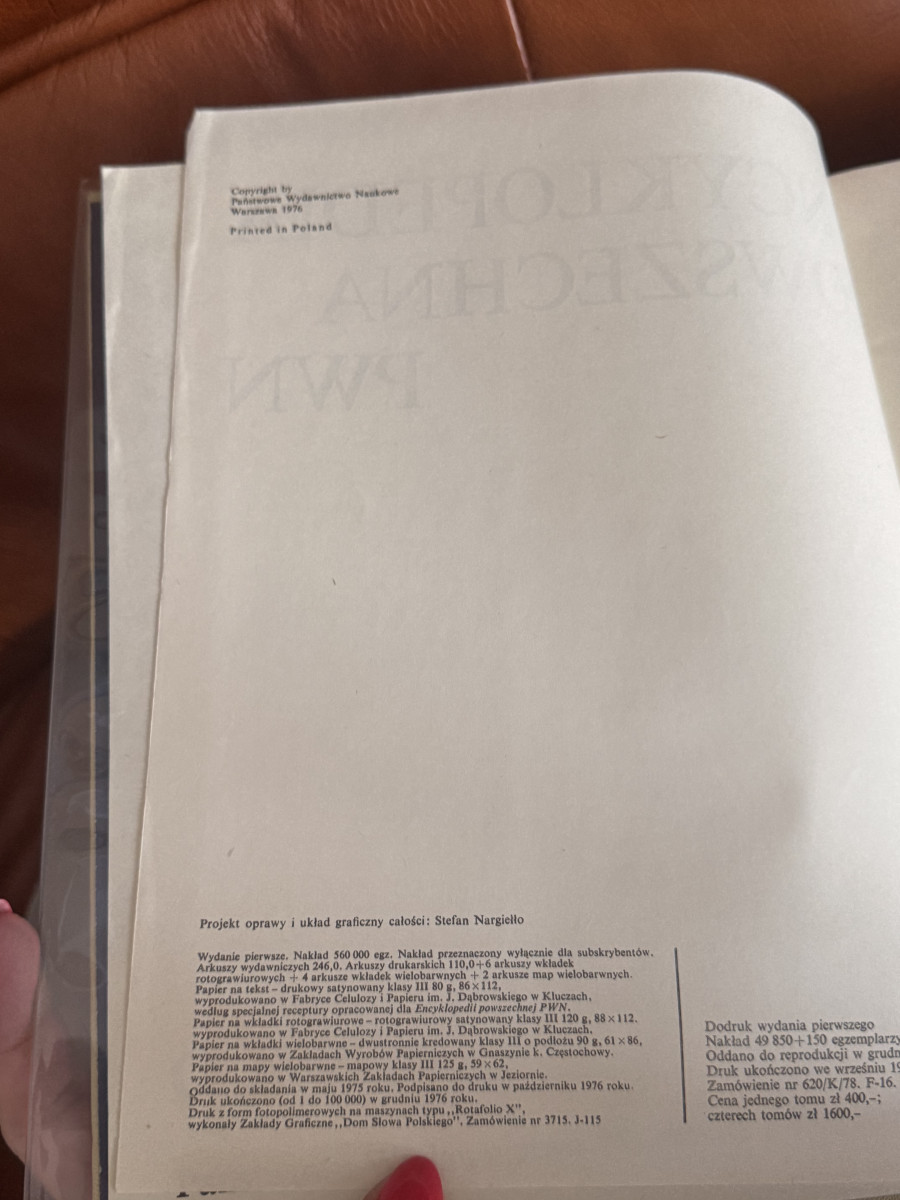 Copyright by
Państwowe Wydawnictwo Naukowe
Warszawa 1976
Printed in Poland
Projekt oprawy i układ graficzny całości: Stefan Nargiełło
Wydanie pierwsze. Nakład 560 000 egz. Nakład przeznaczony wyłącznie dla subskrybentów.
Arkuszy wydawniczych 246,0. Arkuszy drukarskich 110,0+6 arkuszy wkładek
rotograwiurowych + 4 arkusze wkładek wielobarwnych + 2 arkusze map wielobarwnych.
Papier na tekst – drukowy satynowany klasy III 80 g, 86×112,
wyprodukowano w Fabryce Celulozy i Papieru im. J. Dąbrowskiego w Kluczach,
według specjalnej receptury opracowanej dla Encyklopedii powszechnej PWN.
Papier na wkładki rotograwiurowe – rotograwiurowy satynowany klasy III 120 g, 88×112.
wyprodukowano w Fabryce Celulozy i Papieru im. J. Dąbrowskiego w Kluczach.
Papier na wkładki wielobarwne – dwustronnie kredowany klasy III o podłożu 90 g, 61×86,
wyprodukowano w Zakładach Wyrobów Papierniczych w Gnaszynie k. Częstochowy.
Papier na mapy wielobarwne – mapowy klasy III 125 g, 59×62,
wyprodukowano w Warszawskich Zakładach Papierniczych w Jeziornie.
Oddano do składania w maju 1975 roku. Podpisano do druku w październiku 1976 roku.
Druk ukończono (od 1 do 100 000) w grudniu 1976 roku.
Druk z form fotopolimerowych na maszynach typu ,,Rotafolio X",
wykonały Zakłady Graficzne ,,Dom Słowa Polskiego". Zamówienie nr 3715. J-115
Dodruk wydania pierwszego
Nakład 49 850+150 egzemplarzy
Oddano do reprodukcji w grudn
Druk ukończono we wrześniu 19
Zamówienie nr 620/K/78. F-16.
Cena jednego tomu zł 400,–;
czterech tomów zł 1600,–